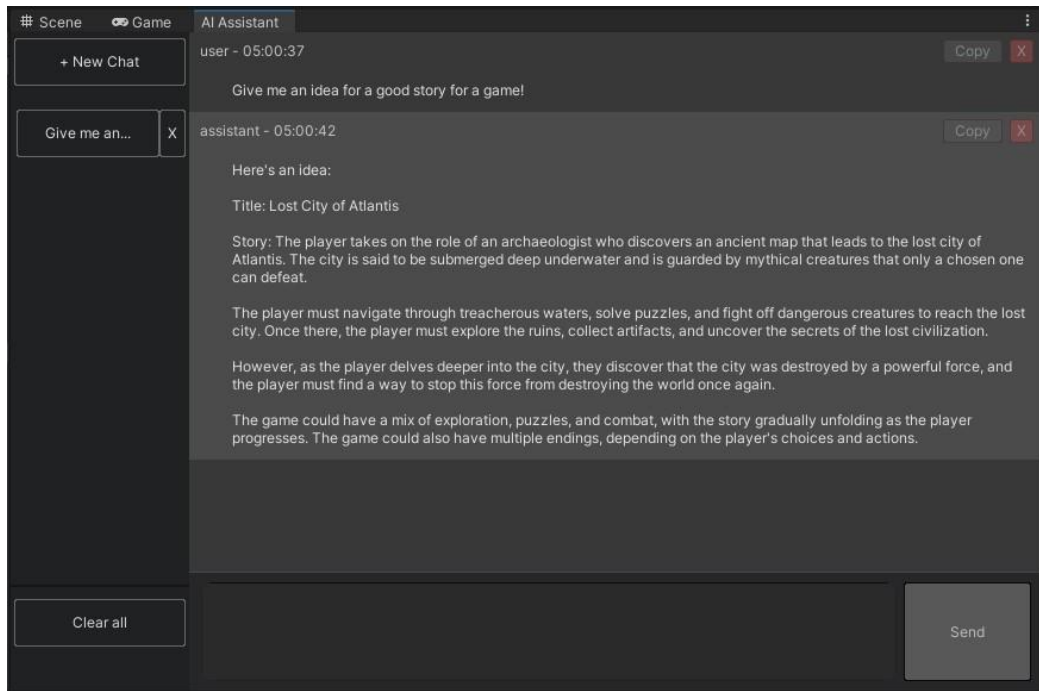 Scene
Game
AI Assistant
+ New Chat
Give me an...
X
Clear all
user - 05:00:37
Copy
X
Give me an idea for a good story for a game!
assistant - 05:00:42
Copy
X
Here's an idea:
Title: Lost City of Atlantis
Story: The player takes on the role of an archaeologist who discovers an ancient map that leads to the lost city of
Atlantis. The city is said to be submerged deep underwater and is guarded by mythical creatures that only a chosen one
can defeat.
The player must navigate through treacherous waters, solve puzzles, and fight off dangerous creatures to reach the lost
city. Once there, the player must explore the ruins, collect artifacts, and uncover the secrets of the lost civilization.
However, as the player delves deeper into the city, they discover that the city was destroyed by a powerful force, and
the player must find a way to stop this force from destroying the world once again.
The game could have a mix of exploration, puzzles, and combat, with the story gradually unfolding as the player
progresses. The game could also have multiple endings, depending on the player's choices and actions.
Send